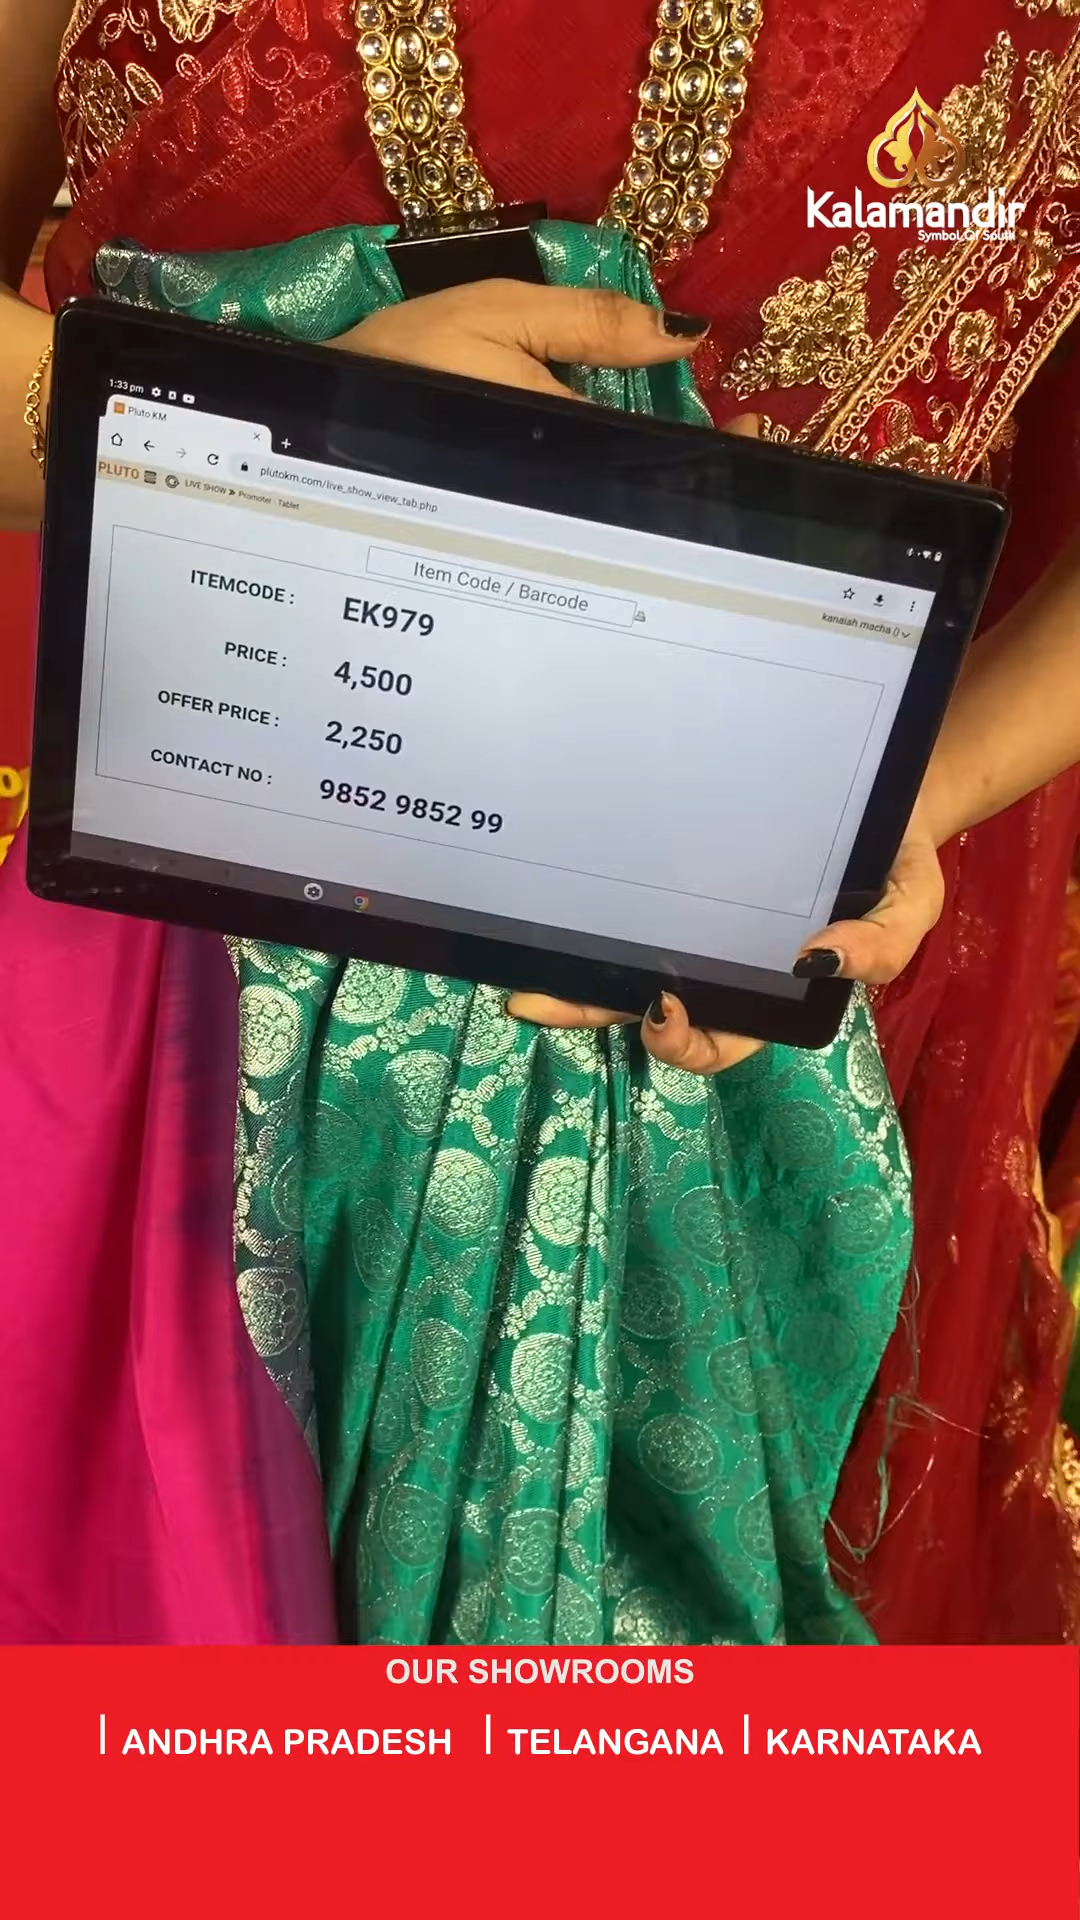 Kalamandir
Symbol Of South
1:33 pm
Pluto KM
plutokm.com/live_show_view_tab.php
PLUTO
LIVE SHOW » Promoter - Tablet
kanaiah macha ()
Item Code / Barcode
ITEMCODE : EK979
PRICE : 4,500
OFFER PRICE : 2,250
CONTACT NO : 9852 9852 99
OUR SHOWROOMS
| ANDHRA PRADESH | TELANGANA | KARNATAKA